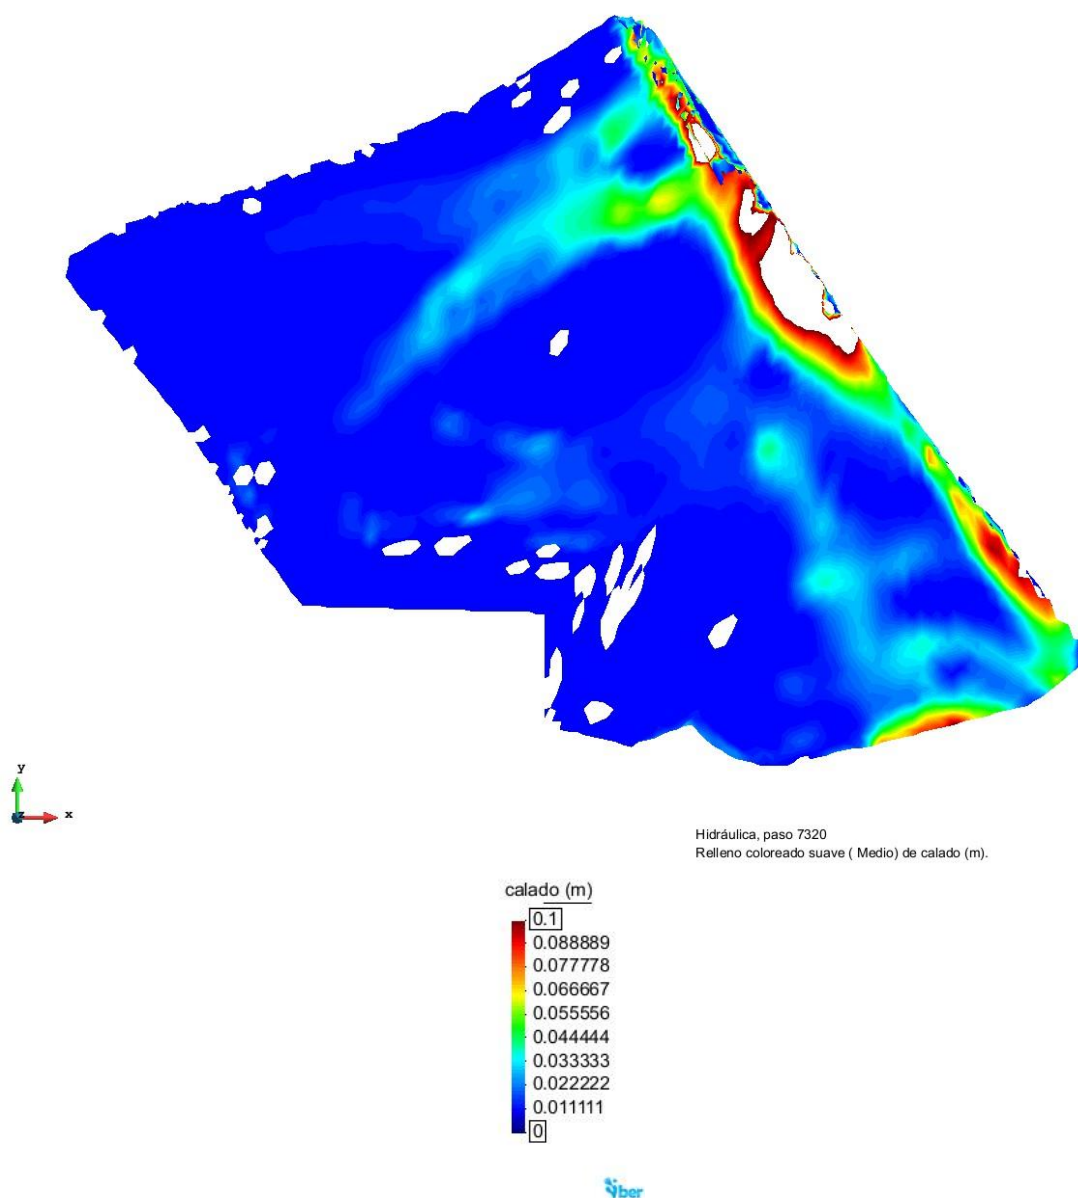 y
z
x
Hidráulica, paso 7320
Relleno coloreado suave ( Medio) de calado (m).
calado (m)
0.1
0.088889
0.077778
0.066667
0.055556
0.044444
0.033333
0.022222
0.011111
0
iber